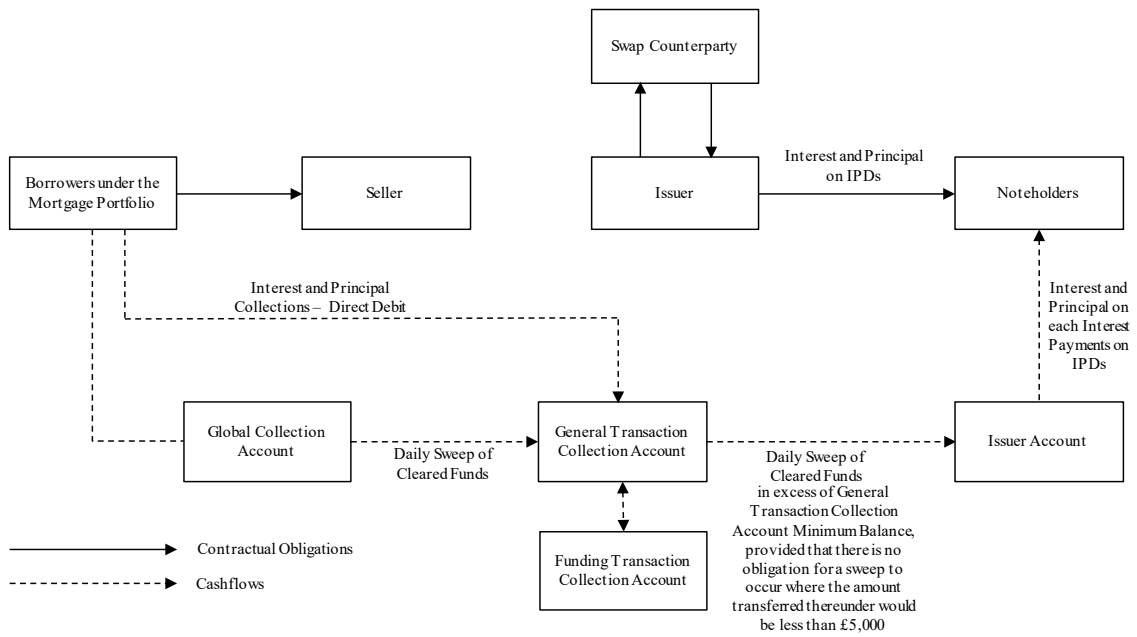 Swap Counterparty
Borrowers under the
Mortgage Portfolio
Seller
Issuer
Interest and Principal
on IPDs
Noteholders
Interest and Principal
Collections – Direct Debit
Interest and
Principal on
each Interest
Payments on
IPDs
Global Collection
Account
Daily Sweep of
Cleared Funds
General Transaction
Collection Account
Daily Sweep of
Cleared Funds
in excess of General
Transaction Collection
Account Minimum Balance,
provided that there is no
obligation for a sweep to
occur where the amount
transferred thereunder would
be less than £5,000
Issuer Account
Funding Transaction
Collection Account
Contractual Obligations
Cashflows